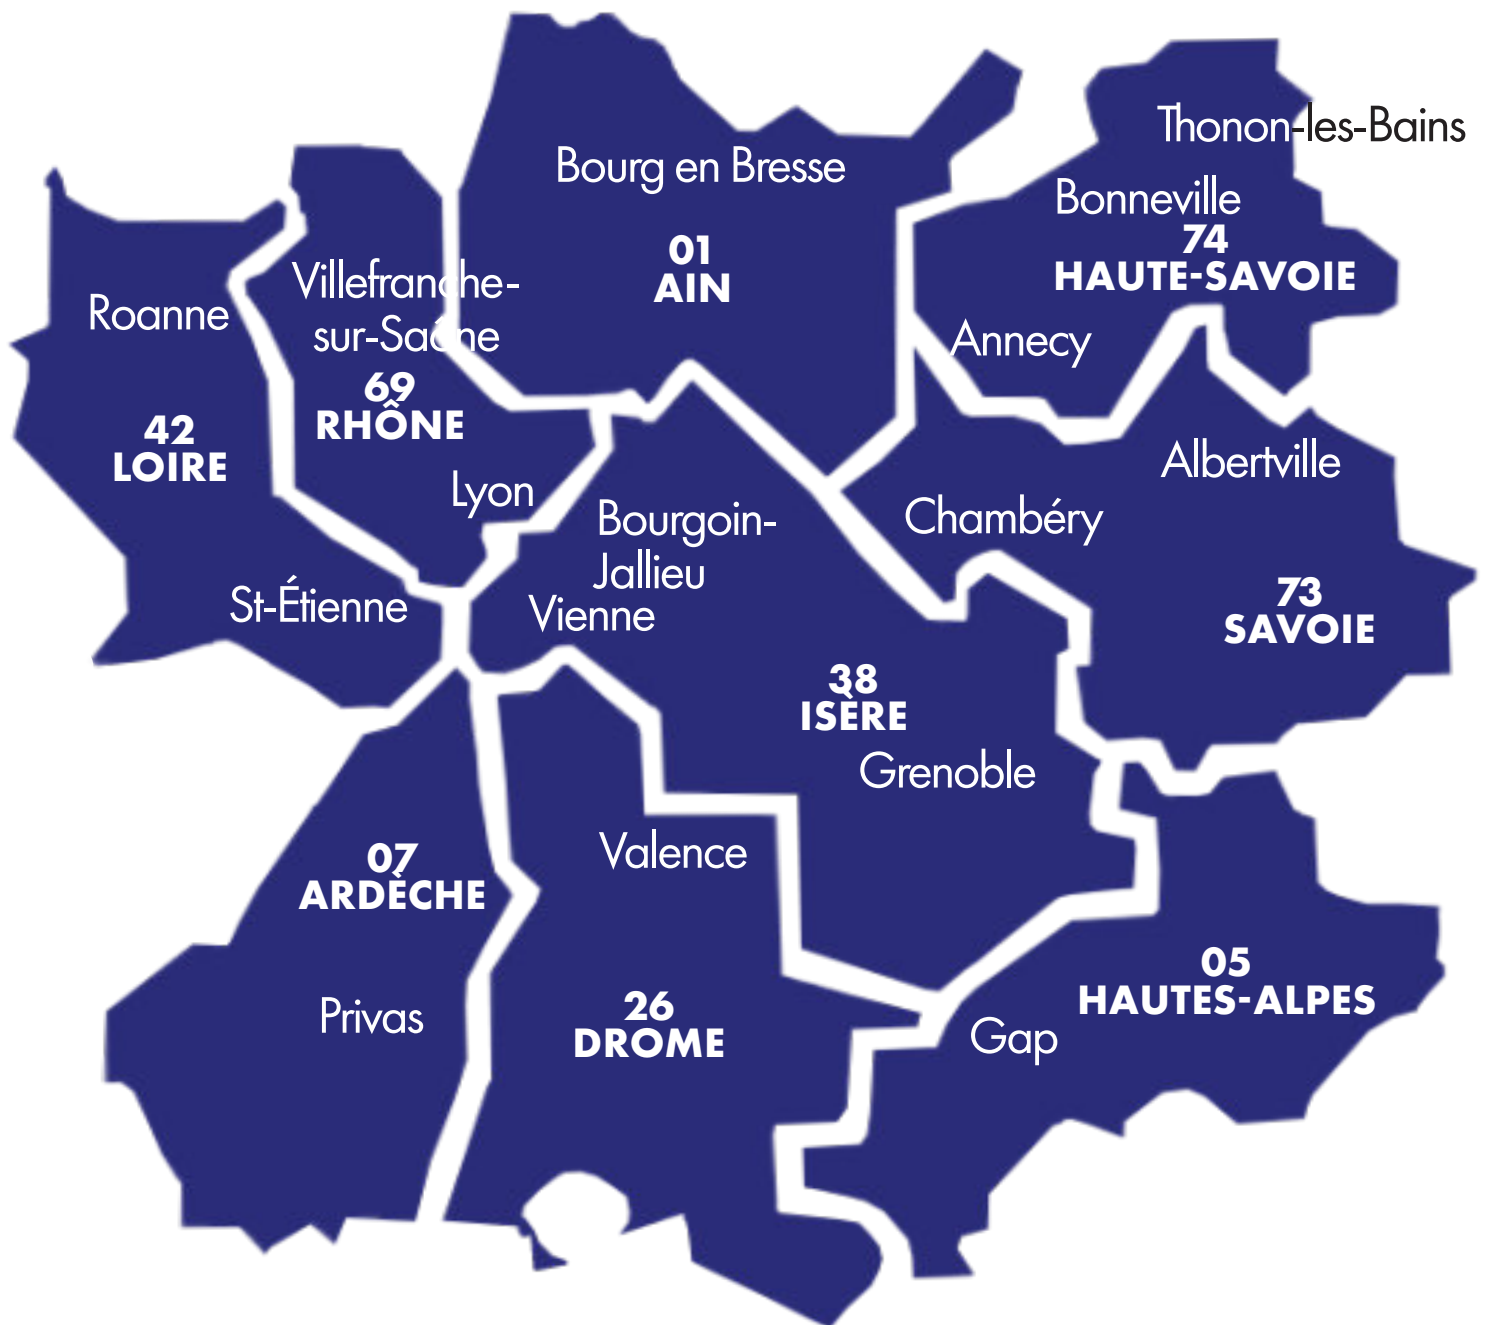 Thonon-les-Bains
Bourg en Bresse
Bonneville
01
AIN
74
HAUTE-SAVOIE
Villefranche-
sur-Saône
Roanne
Annecy
69
RHÔNE
42
LOIRE
Lyon
Albertville
Chambéry
Bourgoin-
Jallieu
Vienne
St-Étienne
73
SAVOIE
38
ISÈRE
Grenoble
Valence
07
ARDÈCHE
05
HAUTES-ALPES
Privas
26
DROME
Gap